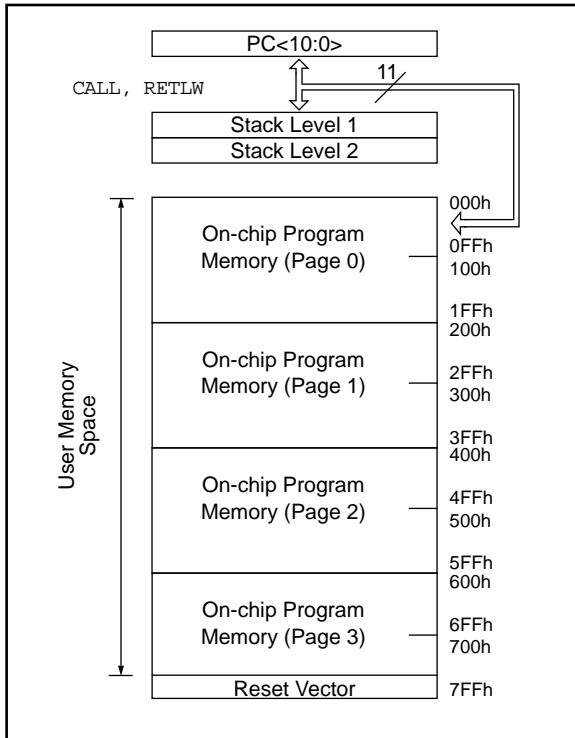 PC<10:0>
11
CALL, RETLW
Stack Level 1
Stack Level 2
User Memory
Space
000h
On-chip Program
Memory (Page 0)
0FFh
100h
1FFh
200h
On-chip Program
Memory (Page 1)
2FFh
300h
3FFh
400h
On-chip Program
Memory (Page 2)
4FFh
500h
5FFh
600h
On-chip Program
Memory (Page 3)
6FFh
700h
Reset Vector
7FFh